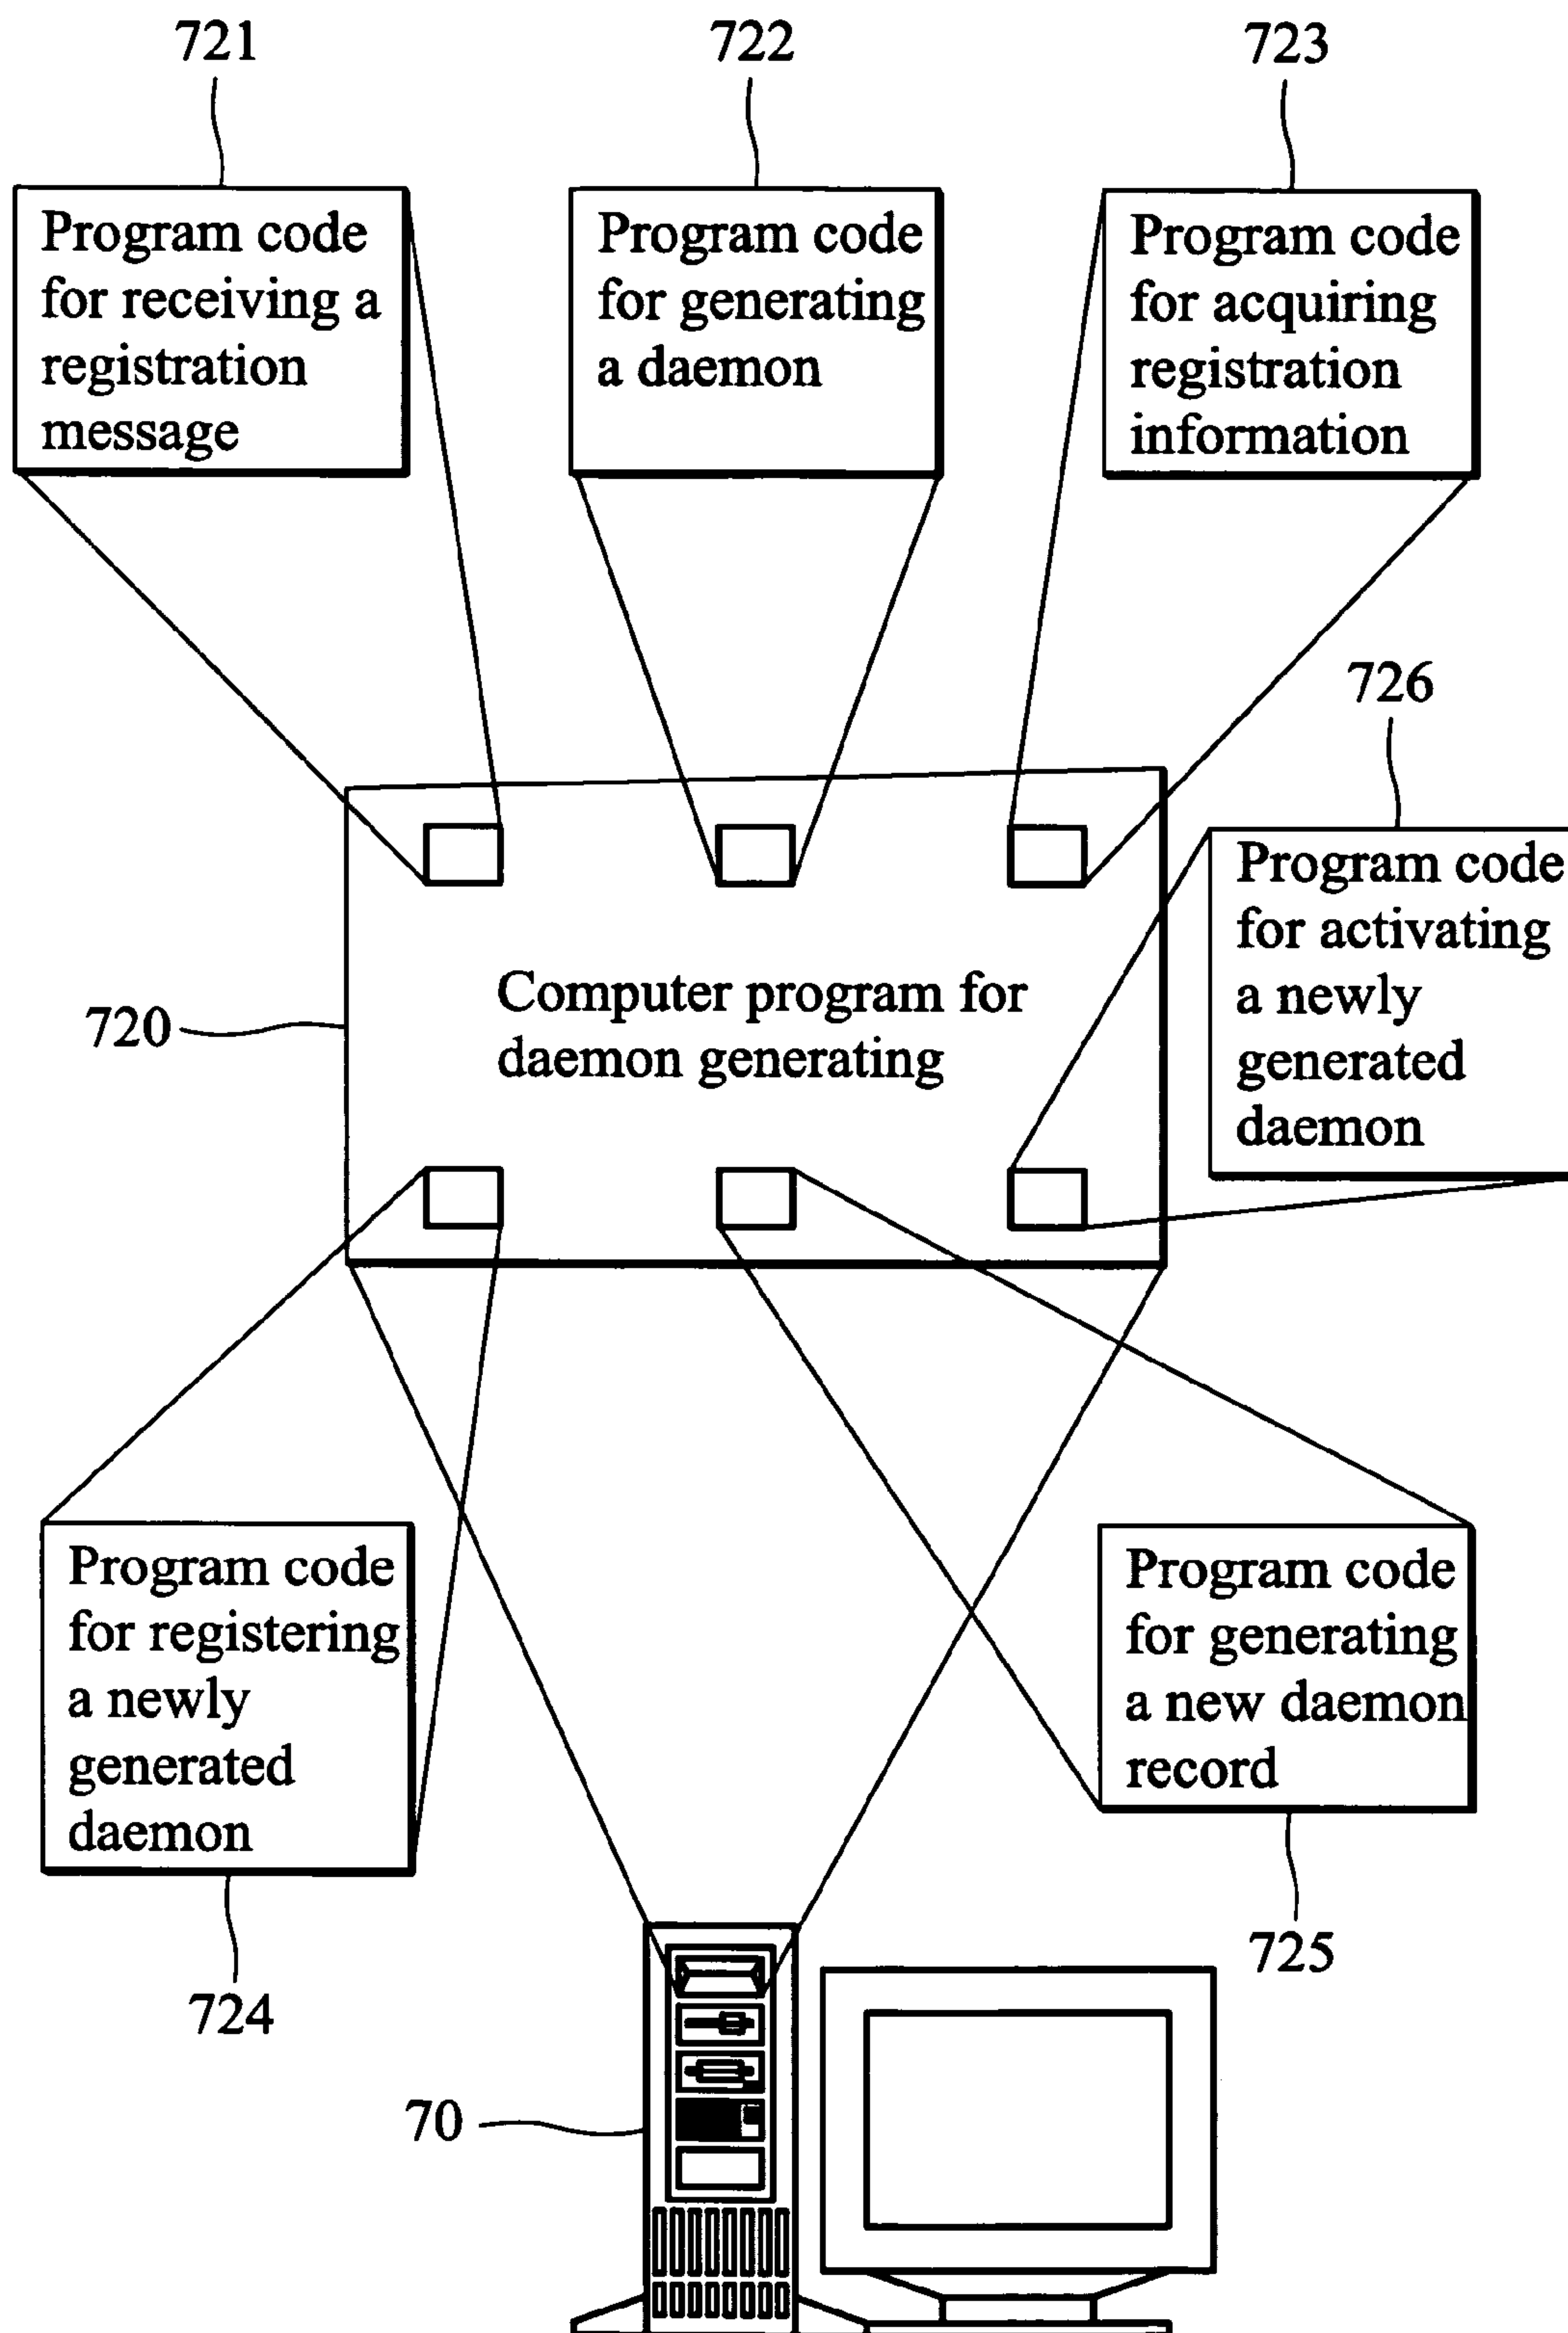 721
722
723
Program code
for receiving a
registration
message
Program code
for generating
a daemon
Program code
for acquiring
registration
information
726
Program code
for activating
a newly
generated
daemon
720
Computer program for
daemon generating
Program code
for registering
a newly
generated
daemon
Program code
for generating
a new daemon
record
724
725
70